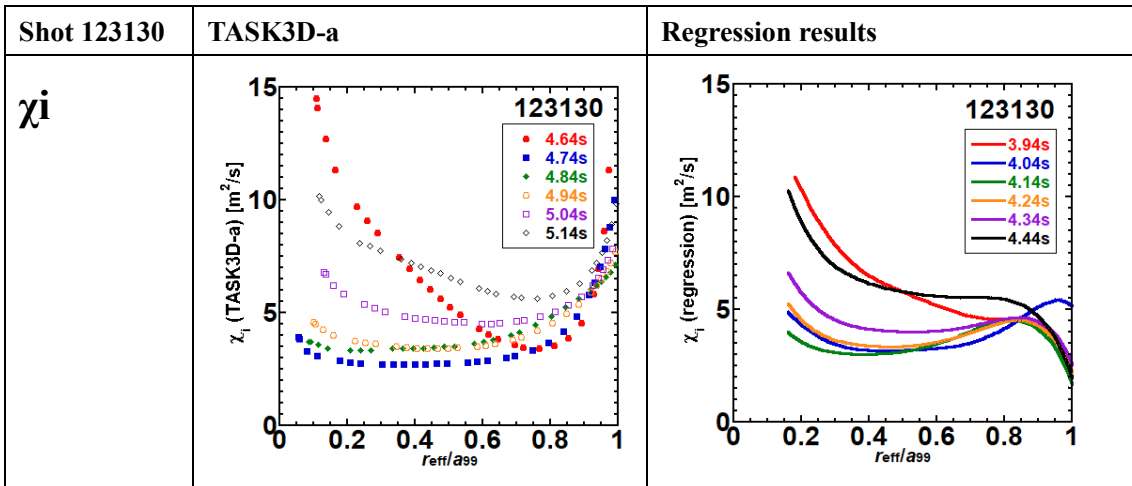 Shot 123130
TASK3D-a
Regression results
χi
15
10
5
0
χi (TASK3D-a) [m²/s]
123130
4.64s
4.74s
4.84s
4.94s
5.04s
5.14s
0 0.2 0.4 0.6 0.8 1
reff/a99
15
10
5
0
χi (regression) [m²/s]
123130
3.94s
4.04s
4.14s
4.24s
4.34s
4.44s
0 0.2 0.4 0.6 0.8 1
reff/a99